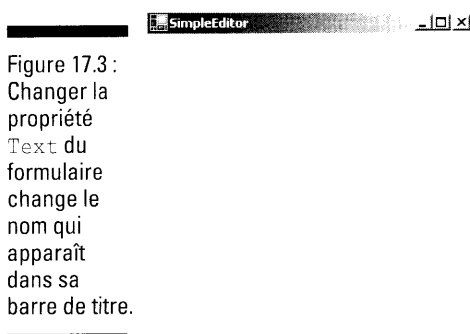 SimpleEditor
Figure 17.3 :
Changer la
propriété
Text du
formulaire
change le
nom qui
apparaît
dans sa
barre de titre.